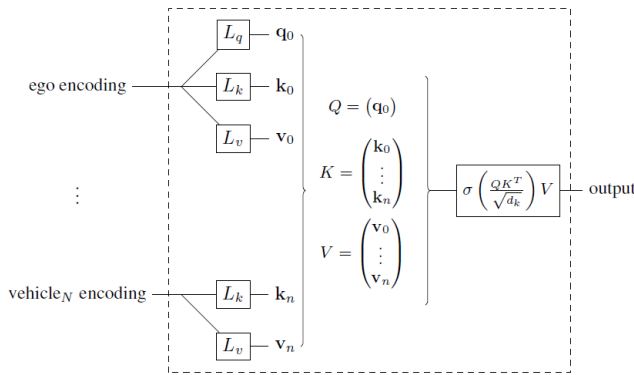 L_q q_0
ego encoding L_k k_0
L_v v_0
⋮
vehicle_N encoding L_k k_n
L_v v_n
Q = (q_0)
K = (k_0 ⋮ k_n)
V = (v_0 ⋮ v_n)
σ (QK^T / √d_k) V output